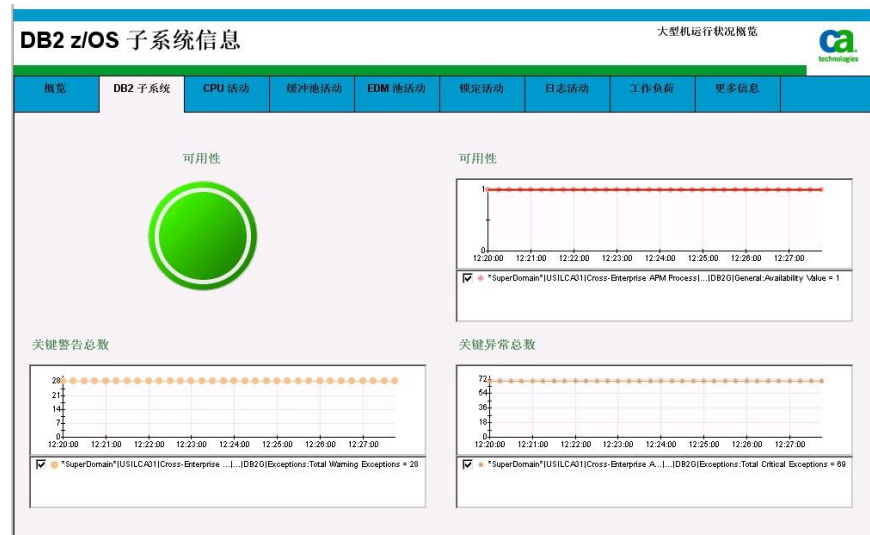 DB2 z/OS 子系统信息
大型机运行状况概览
ca
technologies
概览 DB2 子系统 CPU 活动 缓冲池活动 EDM 池活动 锁定活动 日志活动 工作负荷 更多信息
可用性
可用性
1
0
12:20:00 12:21:00 12:22:00 12:23:00 12:24:00 12:25:00 12:26:00 12:27:00
*SuperDomain*|USILCA31|Cross-Enterprise APM Process|...|DB2G|General:Availability Value = 1
关键警告总数
28
21
14
7
0
12:20:00 12:21:00 12:22:00 12:23:00 12:24:00 12:25:00 12:26:00 12:27:00
*SuperDomain*|USILCA31|Cross-Enterprise ...|...|DB2G|Exceptions:Total Warning Exceptions = 28
关键异常总数
72
54
36
18
0
12:20:00 12:21:00 12:22:00 12:23:00 12:24:00 12:25:00 12:26:00 12:27:00
*SuperDomain*|USILCA31|Cross-Enterprise A...|...|DB2G|Exceptions:Total Critical Exceptions = 69